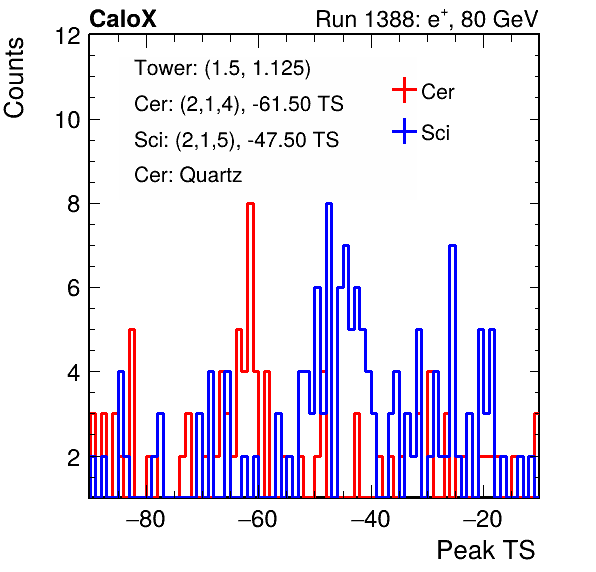 CaloX Run 1388: e+, 80 GeV
Counts
12
10
8
6
4
2
Tower: (1.5, 1.125)
Cer: (2,1,4), -61.50 TS
Sci: (2,1,5), -47.50 TS
Cer: Quartz
Cer
Sci
−80 −60 −40 −20
Peak TS